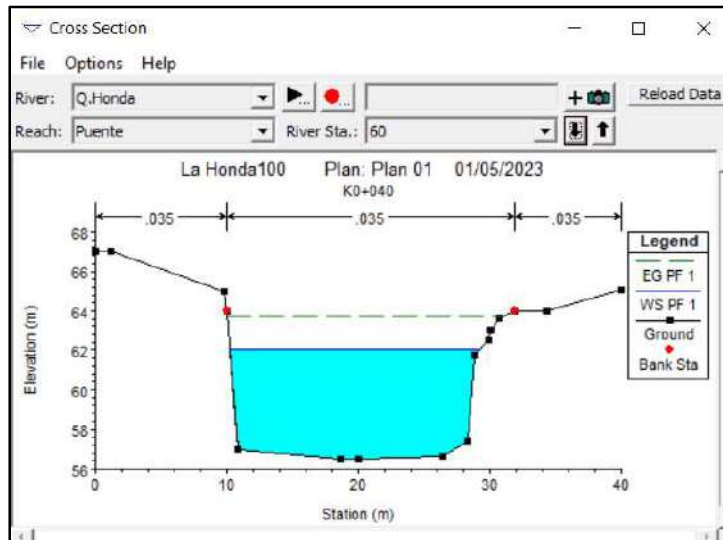 Cross Section
File Options Help
River: Q.Honda
Reload Data
Reach: Puente River Sta.: 60
La Honda100 Plan: Plan 01 01/05/2023
K0+040
.035 .035 .035
68
66
64
62
60
58
56
Elevation (m)
0 10 20 30 40
Station (m)
Legend
EG PF 1
WS PF 1
Ground
Bank Sta